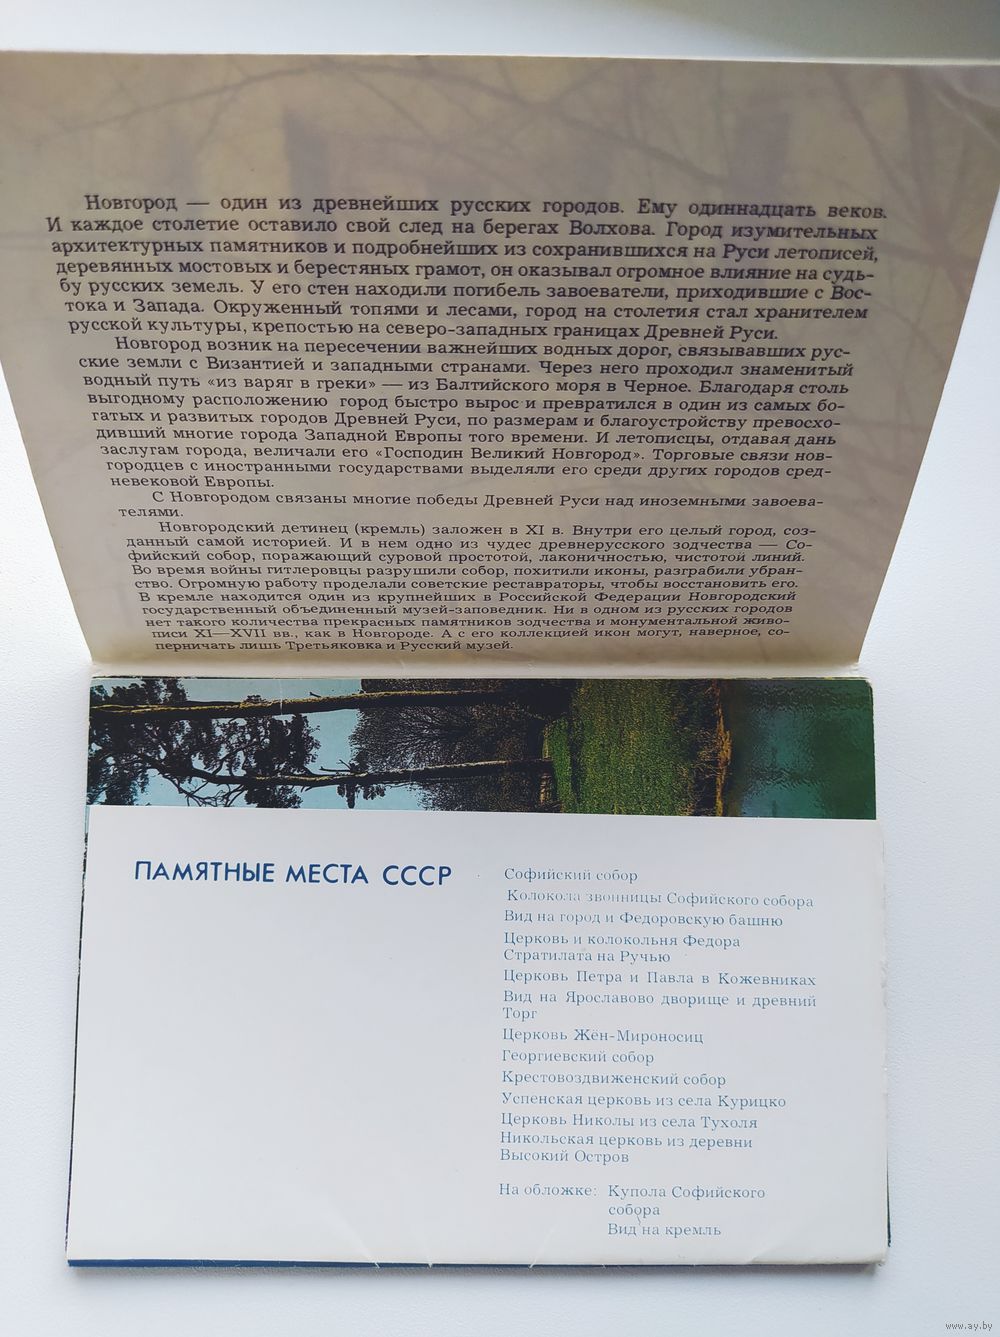 Новгород — один из древнейших русских городов. Ему одиннадцать веков.
И каждое столетие оставило свой след на берегах Волхова. Город изумительных
архитектурных памятников и подробнейших из сохранившихся на Руси летописей,
деревянных мостовых и берестяных грамот, он оказывал огромное влияние на судь-
бу русских земель. У его стен находили погибель завоеватели, приходившие с Вос-
тока и Запада. Окруженный топями и лесами, город на столетия стал хранителем
русской культуры, крепостью на северо-западных границах Древней Руси.
Новгород возник на пересечении важнейших водных дорог, связывавших рус-
ские земли с Византией и западными странами. Через него проходил знаменитый
водный путь «из варяг в греки» — из Балтийского моря в Черное. Благодаря столь
выгодному расположению город быстро вырос и превратился в один из самых бо-
гатых и развитых городов Древней Руси, по размерам и благоустройству превосхо-
дивший многие города Западной Европы того времени. И летописцы, отдавая дань
заслугам города, величали его «Господин Великий Новгород». Торговые связи нов-
городцев с иностранными государствами выделяли его среди других городов сред-
невековой Европы.
С Новгородом связаны многие победы Древней Руси над иноземными завоева-
телями.
Новгородский детинец (кремль) заложен в XI в. Внутри его целый город, соз-
данный самой историей. И в нем одно из чудес древнерусского зодчества — Со-
фийский собор, поражающий суровой простотой, лаконичностью, чистотой линий.
Во время войны гитлеровцы разрушили собор, похитили иконы, разграбили убран-
ство. Огромную работу проделали советские реставраторы, чтобы восстановить его.
В кремле находится один из крупнейших в Российской Федерации Новгородский
государственный объединенный музей-заповедник. Ни в одном из русских городов
нет такого количества прекрасных памятников зодчества и монументальной живо-
писи XI—XVII вв., как в Новгороде. А с его коллекцией икон могут, наверное, со-
перничать лишь Третьяковка и Русский музей.
ПАМЯТНЫЕ МЕСТА СССР
Софийский собор
Колокола звонницы Софийского собора
Вид на город и Федоровскую башню
Церковь и колокольня Федора
Стратилата на Ручью
Церковь Петра и Павла в Кожевниках
Вид на Ярославово дворище и древний
Торг
Церковь Жён-Мироносиц
Георгиевский собор
Крестовоздвиженский собор
Успенская церковь из села Курицко
Церковь Николы из села Тухоля
Никольская церковь из деревни
Высокий Остров
На обложке: Купола Софийского
собора
Вид на кремль
www.ay.by